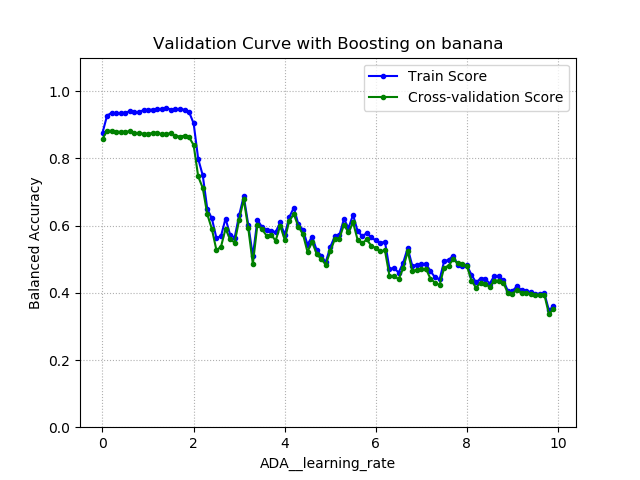 Validation Curve with Boosting on banana
Train Score
Cross-validation Score
Balanced Accuracy
1.0
0.8
0.6
0.4
0.2
0.0
0 2 4 6 8 10
ADA__learning_rate